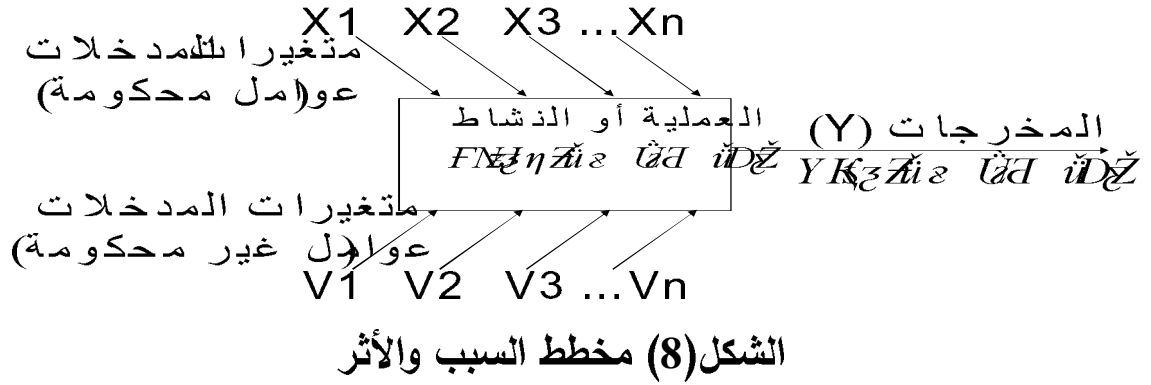 X1 X2 X3 ... Xn
متغيرات المدخلات
(عوامل محكومة)
العملية أو النشاط
المخرجات (Y)
متغيرات المدخلات
(عوامل غير محكومة)
V1 V2 V3 ... Vn
الشكل(8) مخطط السبب والأثر